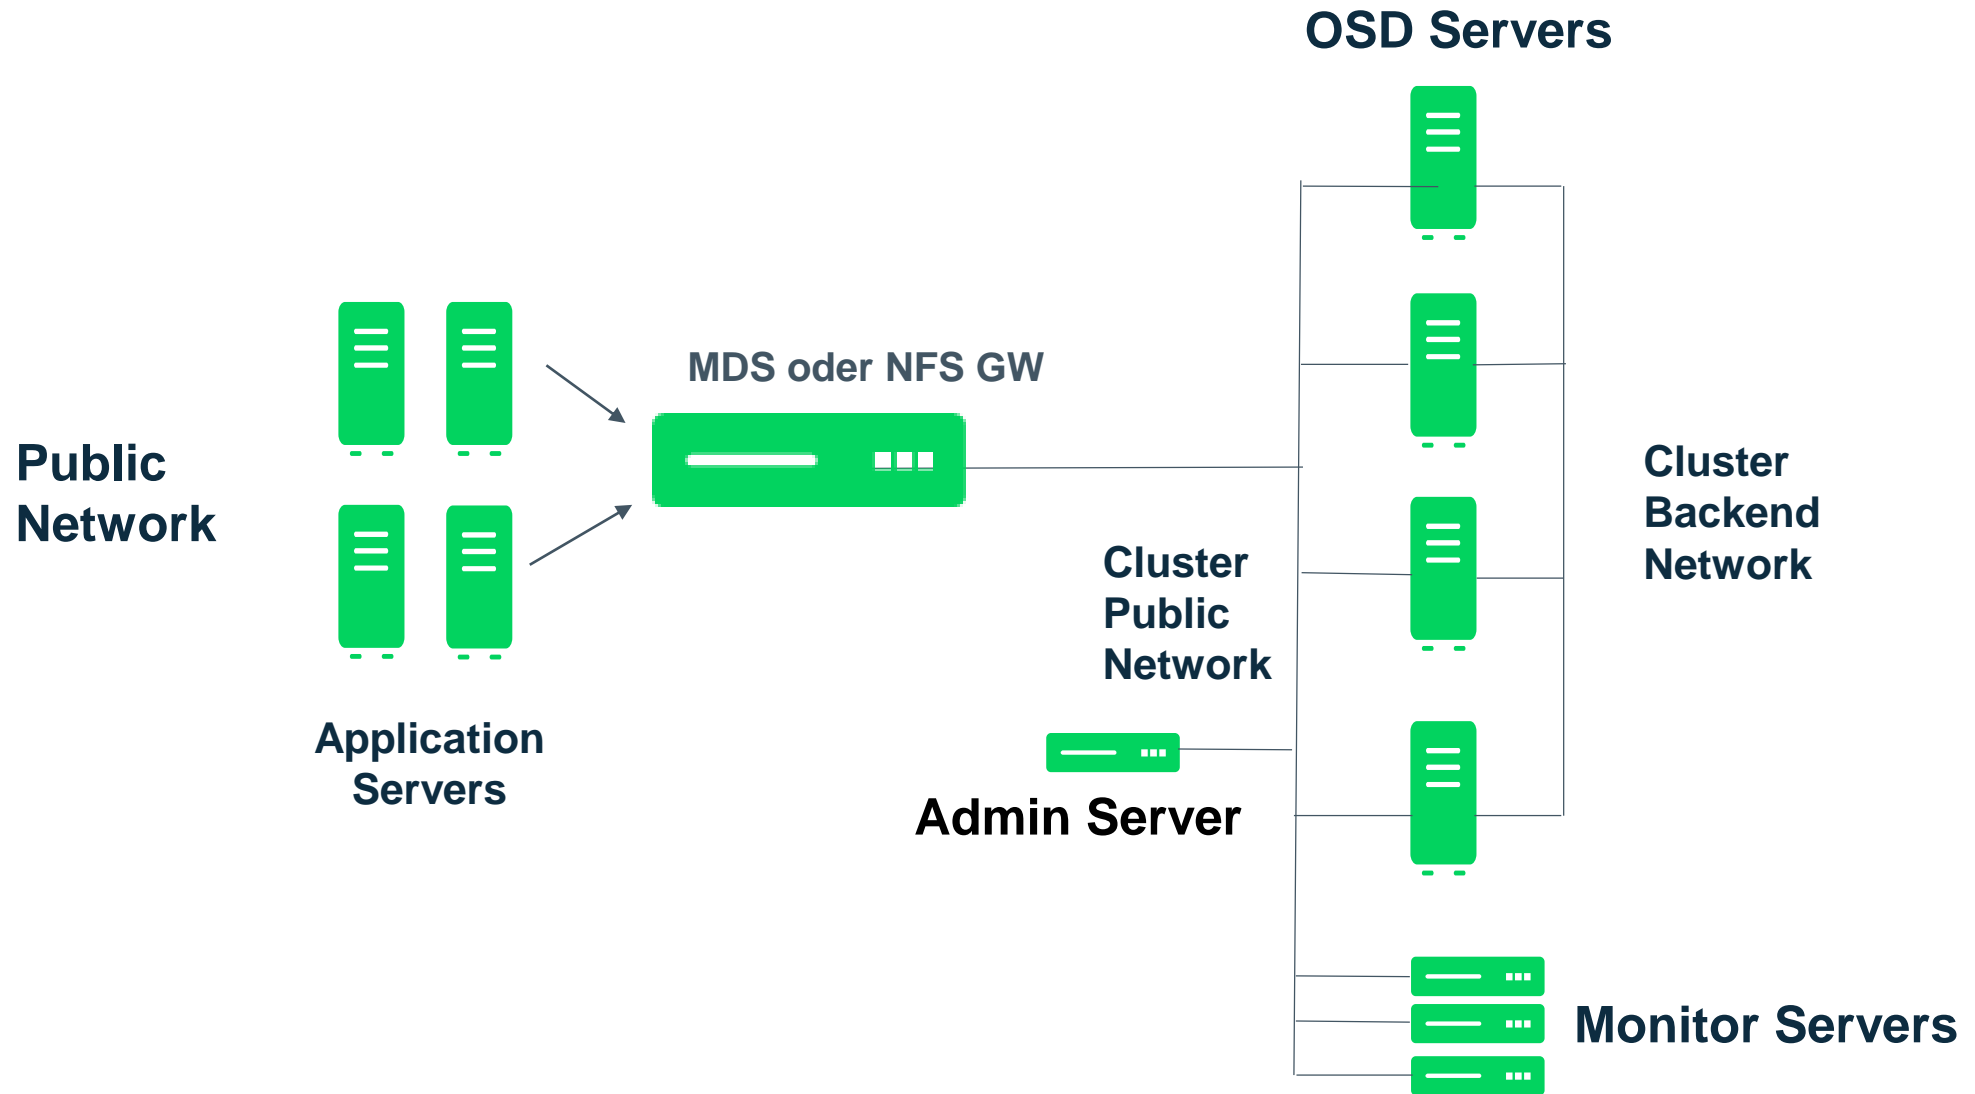 OSD Servers
MDS oder NFS GW
Public
Network
Cluster
Backend
Network
Cluster
Public
Network
Application
Servers
Admin Server
Monitor Servers